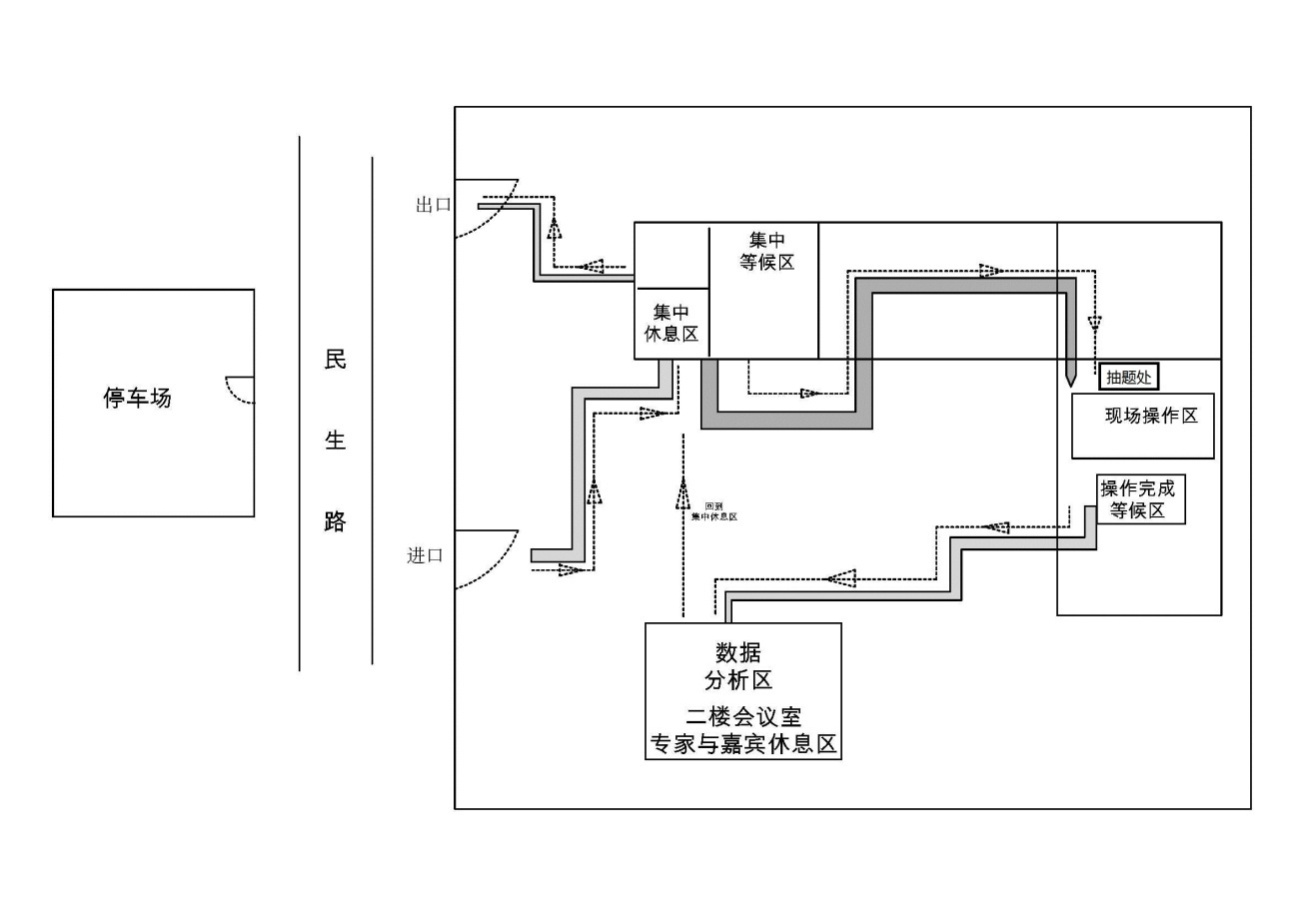 出口
集中
等候区
集中
休息区
停车场
民
生
路
抽题处
现场操作区
操作完成
等候区
回到
集中休息区
进口
数据
分析区
二楼会议室
专家与嘉宾休息区